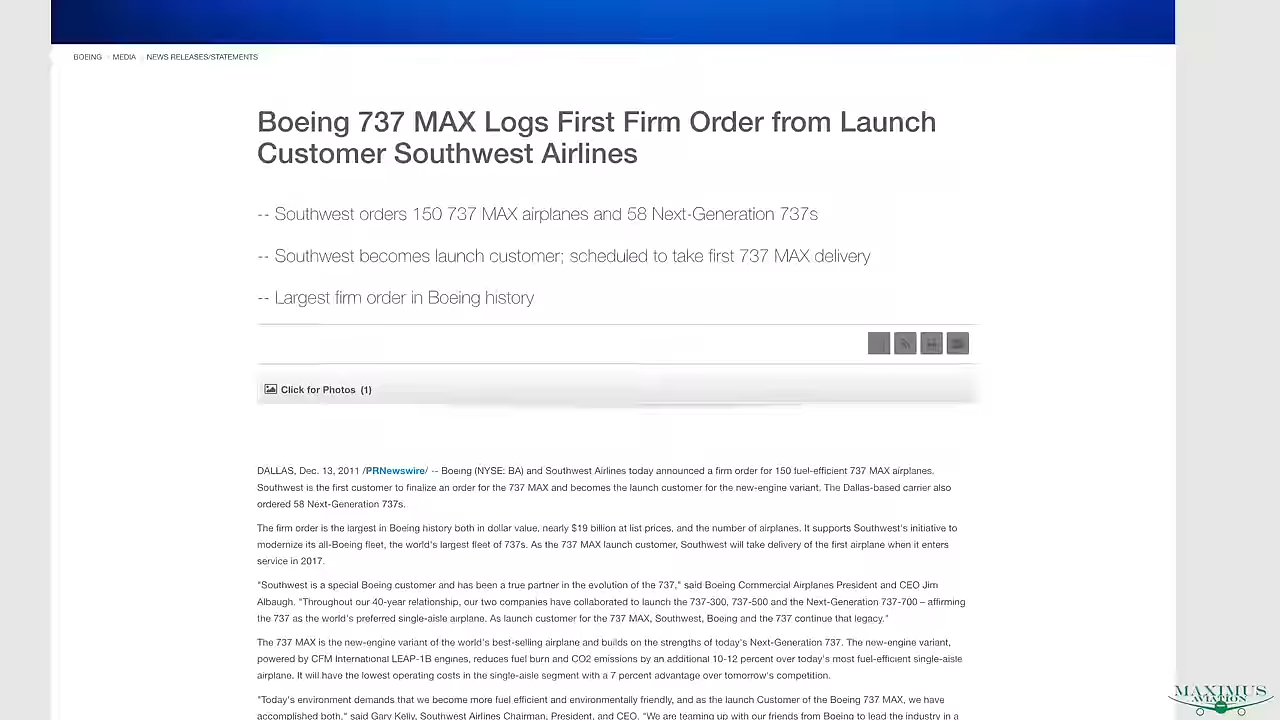 BOEING MEDIA NEWS RELEASES/STATEMENTS
Boeing 737 MAX Logs First Firm Order from Launch
Customer Southwest Airlines
-- Southwest orders 150 737 MAX airplanes and 58 Next-Generation 737s
-- Southwest becomes launch customer; scheduled to take first 737 MAX delivery
-- Largest firm order in Boeing history
Click for Photos (1)
DALLAS, Dec. 13, 2011 /PRNewswire/ -- Boeing (NYSE: BA) and Southwest Airlines today announced a firm order for 150 fuel-efficient 737 MAX airplanes.
Southwest is the first customer to finalize an order for the 737 MAX and becomes the launch customer for the new-engine variant. The Dallas-based carrier also
ordered 58 Next-Generation 737s.
The firm order is the largest in Boeing history both in dollar value, nearly $19 billion at list prices, and the number of airplanes. It supports Southwest's initiative to
modernize its all-Boeing fleet, the world's largest fleet of 737s. As the 737 MAX launch customer, Southwest will take delivery of the first airplane when it enters
service in 2017.
"Southwest is a special Boeing customer and has been a true partner in the evolution of the 737," said Boeing Commercial Airplanes President and CEO Jim
Albaugh. "Throughout our 40-year relationship, our two companies have collaborated to launch the 737-300, 737-500 and the Next-Generation 737-700 – affirming
the 737 as the world's preferred single-aisle airplane. As launch customer for the 737 MAX, Southwest, Boeing and the 737 continue that legacy."
The 737 MAX is the new-engine variant of the world's best-selling airplane and builds on the strengths of today's Next-Generation 737. The new-engine variant,
powered by CFM International LEAP-1B engines, reduces fuel burn and CO2 emissions by an additional 10-12 percent over today's most fuel-efficient single-aisle
airplane. It will have the lowest operating costs in the single-aisle segment with a 7 percent advantage over tomorrow's competition.
"Today's environment demands that we become more fuel efficient and environmentally friendly, and as the launch Customer of the Boeing 737 MAX, we have
accomplished both," said Gary Kelly, Southwest Airlines Chairman, President, and CEO. "We are teaming up with our friends from Boeing to lead the industry in a
MAXIMUS
AVIATION